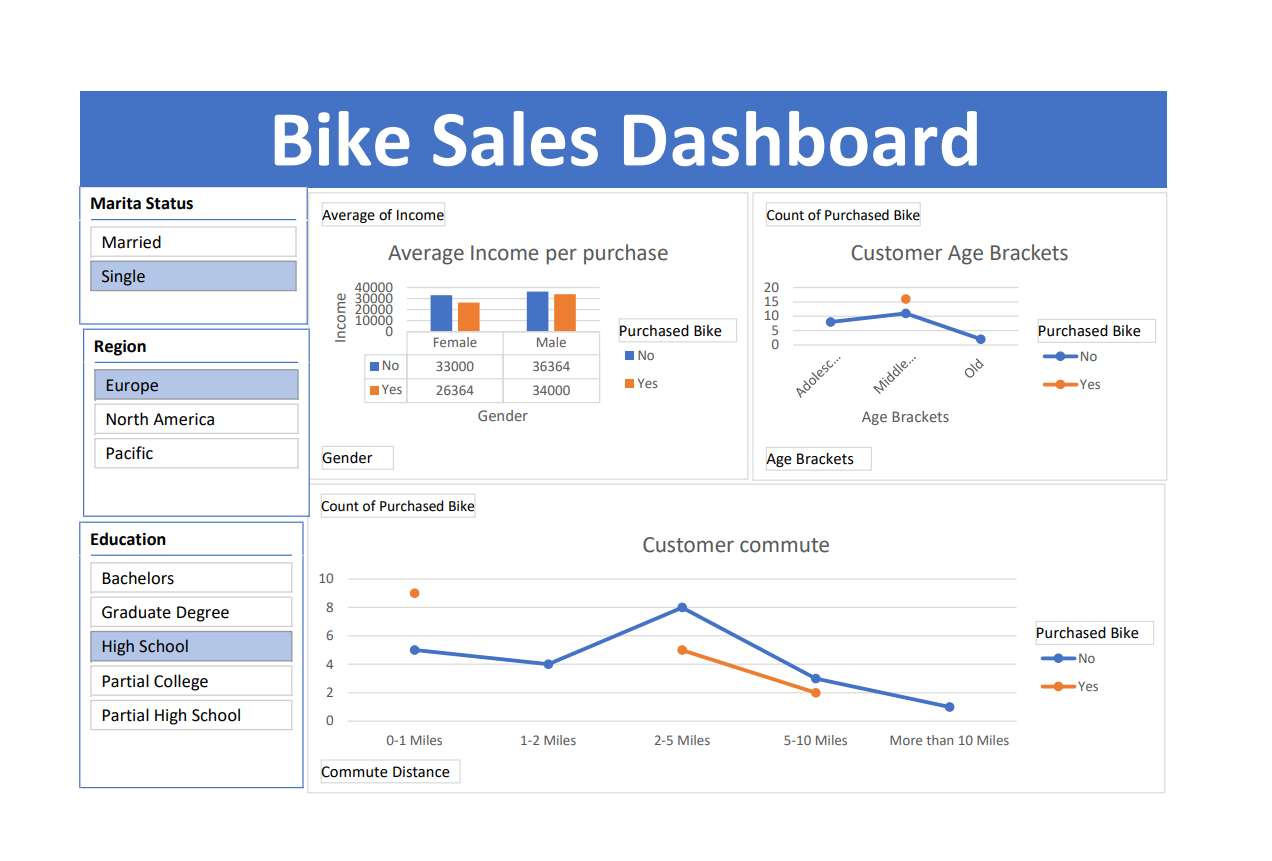 Bike Sales Dashboard
Marita Status
Married
Single
Region
Europe
North America
Pacific
Education
Bachelors
Graduate Degree
High School
Partial College
Partial High School
Average of Income
Average Income per purchase
Income
40000
30000
20000
10000
0
Female Male
No 33000 36364
Yes 26364 34000
Gender
Purchased Bike
No
Yes
Gender
Count of Purchased Bike
Customer Age Brackets
20
15
10
5
0
Adolesc...
Middle...
Old
Age Brackets
Purchased Bike
No
Yes
Age Brackets
Count of Purchased Bike
Customer commute
10
8
6
4
2
0
0-1 Miles 1-2 Miles 2-5 Miles 5-10 Miles More than 10 Miles
Purchased Bike
No
Yes
Commute Distance